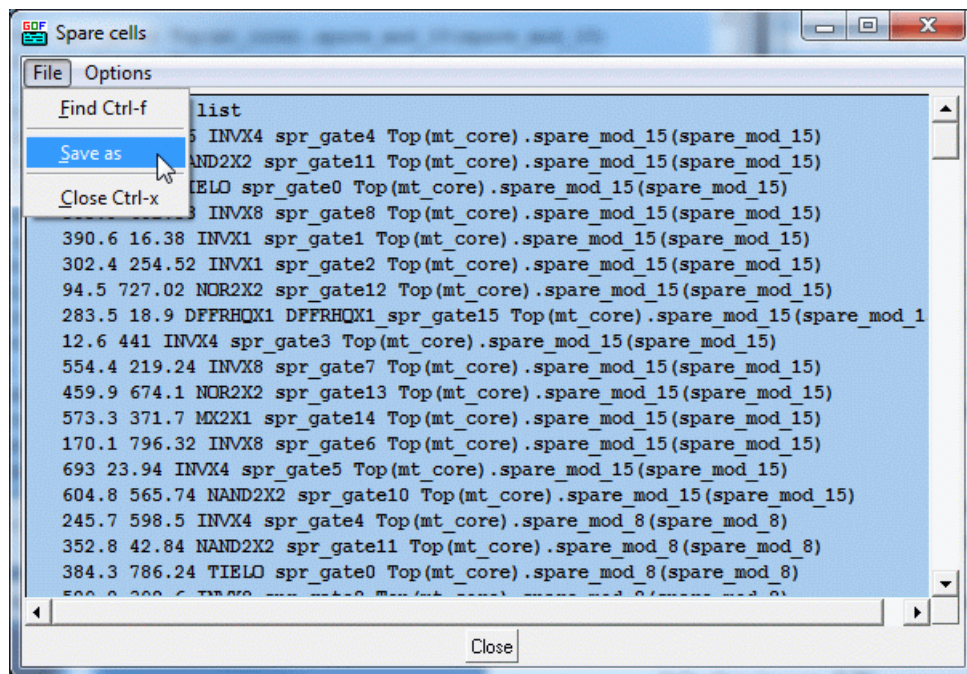 GOF
Spare cells
File Options
Find Ctrl-f
Save as
Close Ctrl-x
list
INVX4 spr_gate4 Top(mt_core).spare_mod_15(spare_mod_15)
AND2X2 spr_gate11 Top(mt_core).spare_mod_15(spare_mod_15)
IELO spr_gate0 Top(mt_core).spare_mod_15(spare_mod_15)
INVX8 spr_gate8 Top(mt_core).spare_mod_15(spare_mod_15)
390.6 16.38 INVX1 spr_gate1 Top(mt_core).spare_mod_15(spare_mod_15)
302.4 254.52 INVX1 spr_gate2 Top(mt_core).spare_mod_15(spare_mod_15)
94.5 727.02 NOR2X2 spr_gate12 Top(mt_core).spare_mod_15(spare_mod_15)
283.5 18.9 DFFRHQX1 DFFRHQX1_spr_gate15 Top(mt_core).spare_mod_15(spare_mod_1
12.6 441 INVX4 spr_gate3 Top(mt_core).spare_mod_15(spare_mod_15)
554.4 219.24 INVX8 spr_gate7 Top(mt_core).spare_mod_15(spare_mod_15)
459.9 674.1 NOR2X2 spr_gate13 Top(mt_core).spare_mod_15(spare_mod_15)
573.3 371.7 MX2X1 spr_gate14 Top(mt_core).spare_mod_15(spare_mod_15)
170.1 796.32 INVX8 spr_gate6 Top(mt_core).spare_mod_15(spare_mod_15)
693 23.94 INVX4 spr_gate5 Top(mt_core).spare_mod_15(spare_mod_15)
604.8 565.74 NAND2X2 spr_gate10 Top(mt_core).spare_mod_15(spare_mod_15)
245.7 598.5 INVX4 spr_gate4 Top(mt_core).spare_mod_8(spare_mod_8)
352.8 42.84 NAND2X2 spr_gate11 Top(mt_core).spare_mod_8(spare_mod_8)
384.3 786.24 TIELO spr_gate0 Top(mt_core).spare_mod_8(spare_mod_8)
Close